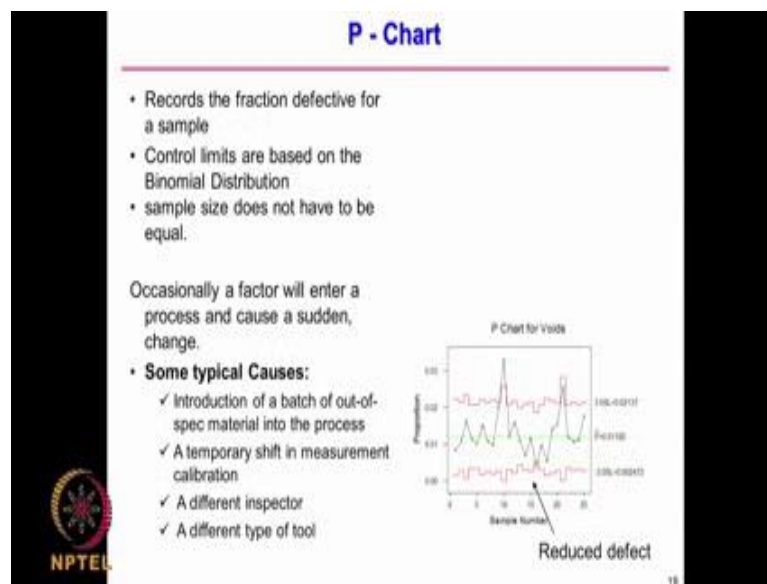 P - Chart
• Records the fraction defective for
a sample
• Control limits are based on the
Binomial Distribution
• sample size does not have to be
equal.
Occasionally a factor will enter a
process and cause a sudden,
change.
• Some typical Causes:
✓ Introduction of a batch of out-of-
spec material into the process
✓ A temporary shift in measurement
calibration
✓ A different inspector
✓ A different type of tool
P Chart for Voids
Proportion
Sample Number
Reduced defect
NPTEL